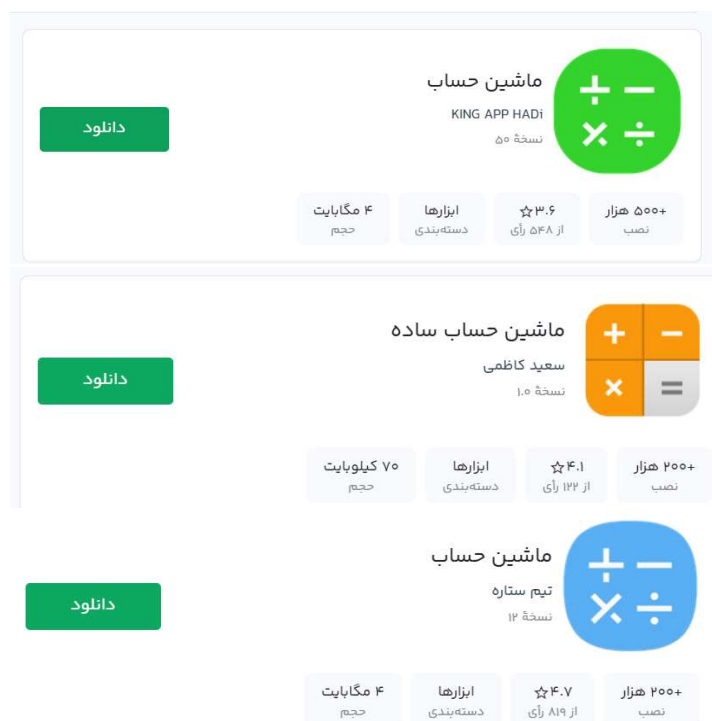 ماشین حساب
KING APP HADi
نسخهٔ ۵۰
دانلود
+۵۰۰ هزار
نصب
۳.۶☆
از ۵۴۸ رأی
ابزارها
دسته‌بندی
۴ مگابایت
حجم
ماشین حساب ساده
سعید کاظمی
نسخهٔ ۱.۰
دانلود
+۲۰۰ هزار
نصب
۴.۱☆
از ۱۲۲ رأی
ابزارها
دسته‌بندی
۷۰ کیلوبایت
حجم
ماشین حساب
تیم ستاره
نسخهٔ ۱۲
دانلود
+۲۰۰ هزار
نصب
۴.۷☆
از ۸۱۹ رأی
ابزارها
دسته‌بندی
۴ مگابایت
حجم